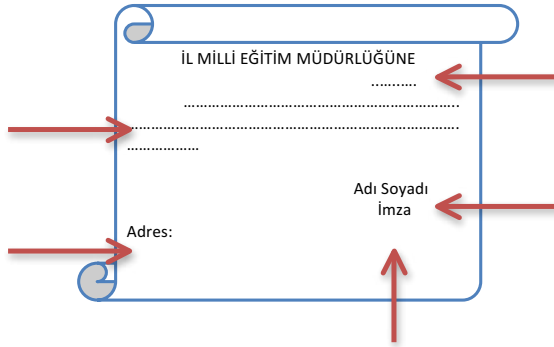 İL MİLLİ EĞİTİM MÜDÜRLÜĞÜNE
...........
.....................................................................
...................................................................................
..................
Adı Soyadı
İmza
Adres: